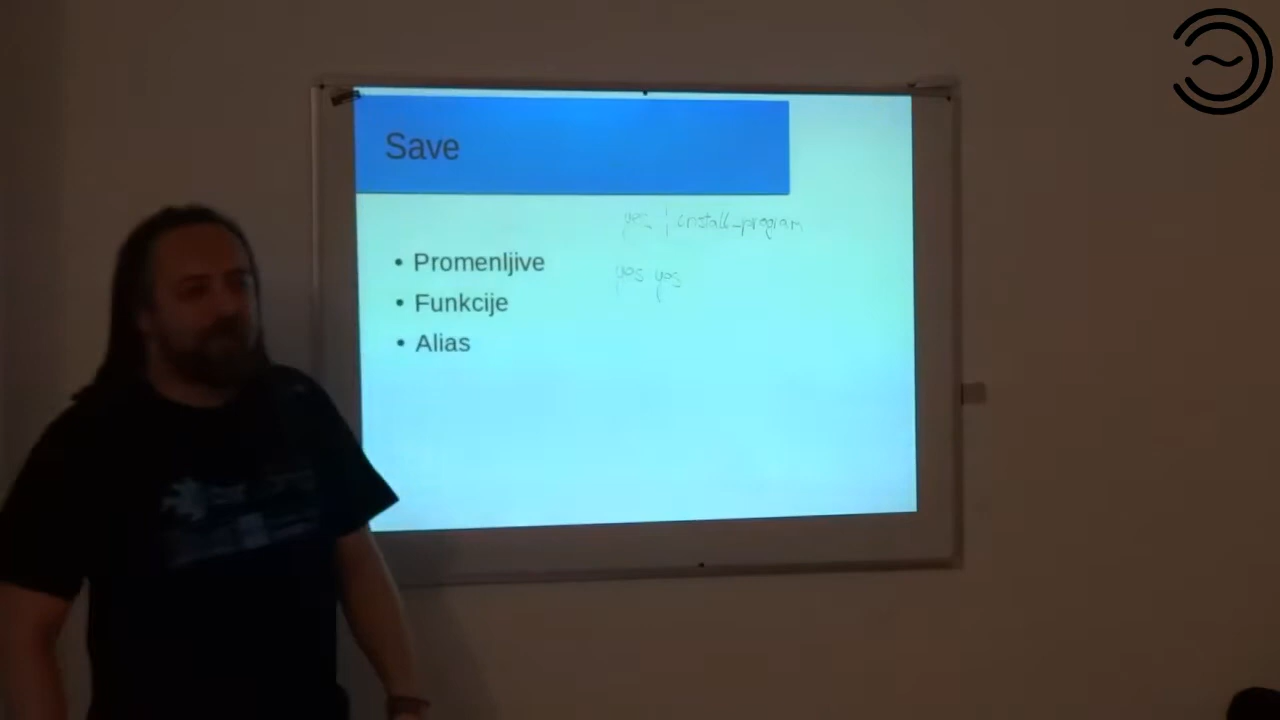 Save
yes | install_program
• Promenljive
yes yes
• Funkcije
• Alias